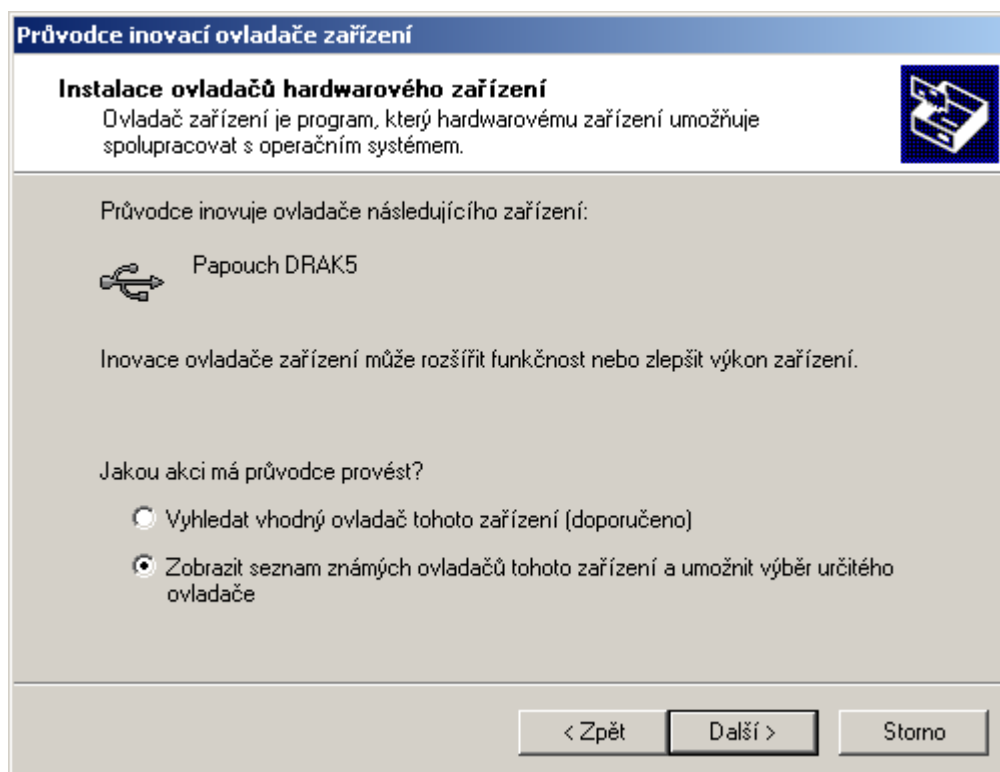 Průvodce inovací ovladače zařízení
Instalace ovladačů hardwarového zařízení
Ovladač zařízení je program, který hardwarovému zařízení umožňuje
spolupracovat s operačním systémem.
Průvodce inovuje ovladače následujícího zařízení:
Papouch DRAK5
Inovace ovladače zařízení může rozšířit funkčnost nebo zlepšit výkon zařízení.
Jakou akci má průvodce provést?
Vyhledat vhodný ovladač tohoto zařízení (doporučeno)
Zobrazit seznam známých ovladačů tohoto zařízení a umožnit výběr určitého
ovladače
< Zpět Další > Storno